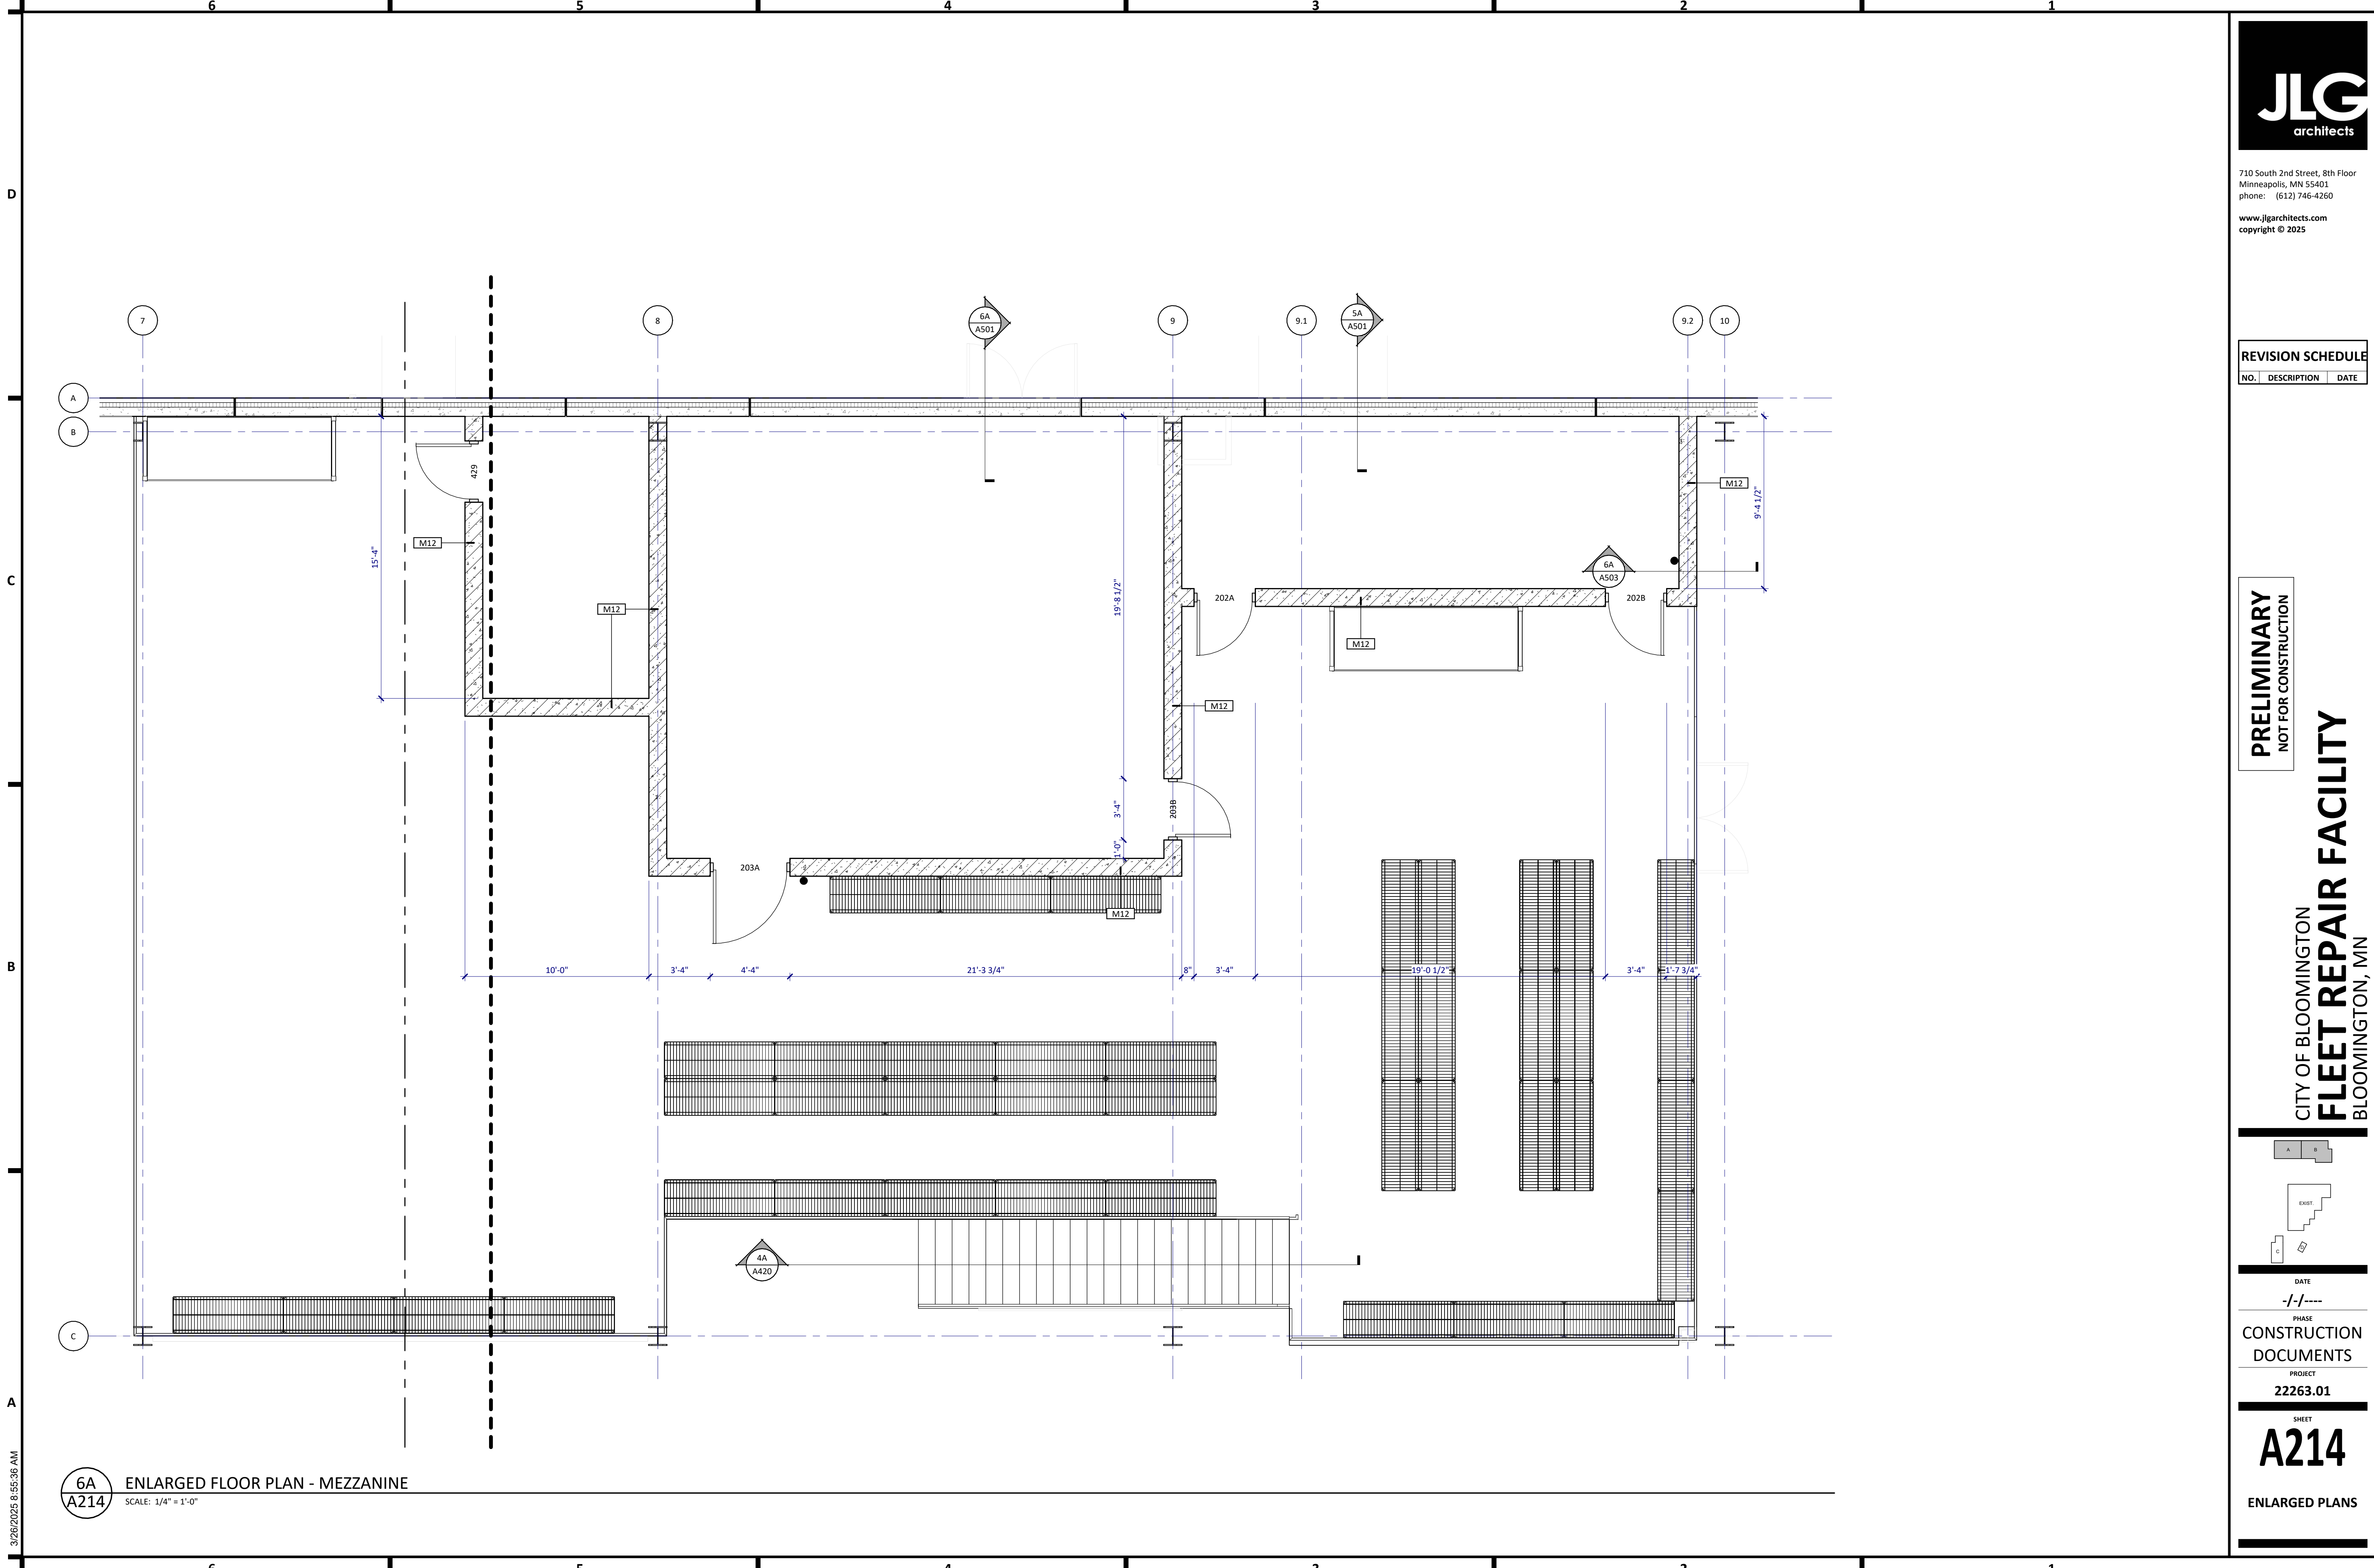 6 5 4 3 2 1
D
C
B
A
7
8
6A
A501
9
9.1
5A
A501
9.2
10
A
B
429
M12
9'-4 1/2"
M12
15'-4"
6A
A503
M12
19'-8 1/2"
202A
202B
M12
M12
3'-4"
203B
1'-0"
203A
M12
10'-0"
3'-4"
4'-4"
21'-3 3/4"
8"
3'-4"
19'-0 1/2"
3'-4"
1'-7 3/4"
4A
A420
C
6A
A214
ENLARGED FLOOR PLAN - MEZZANINE
SCALE: 1/4" = 1'-0"
3/26/2025 8:55:36 AM
6 5 4 3 2 1
JLG
architects
710 South 2nd Street, 8th Floor
Minneapolis, MN 55401
phone: (612) 746-4260
www.jlgarchitects.com
copyright © 2025
REVISION SCHEDULE
NO. DESCRIPTION DATE
PRELIMINARY
NOT FOR CONSTRUCTION
CITY OF BLOOMINGTON
FLEET REPAIR FACILITY
BLOOMINGTON, MN
A
B
EXIST.
C
D
DATE
-/-/----
PHASE
CONSTRUCTION
DOCUMENTS
PROJECT
22263.01
SHEET
A214
ENLARGED PLANS